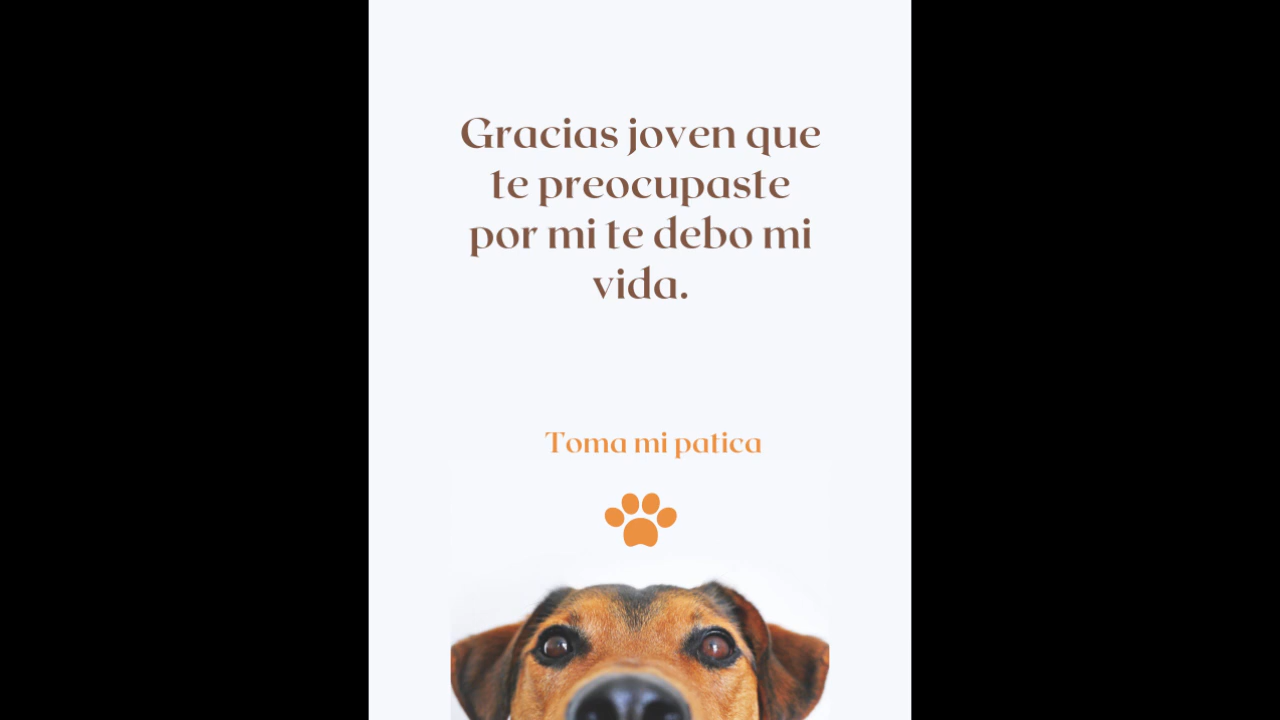 Gracias joven que
te preocupaste
por mi te debo mi
vida.
Toma mi patica